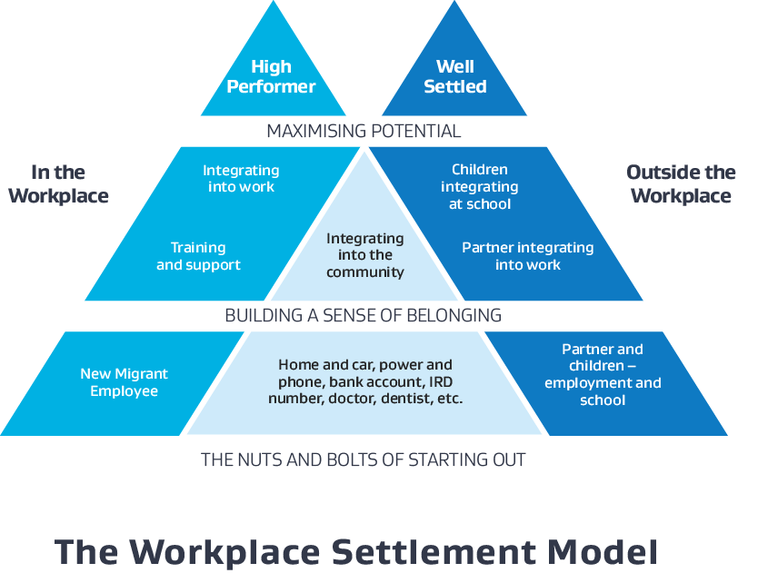 High
Performer
Well
Settled
MAXIMISING POTENTIAL
In the
Workplace
Integrating
into work
Training
and support
Integrating
into the
community
Children
integrating
at school
Partner integrating
into work
Outside the
Workplace
BUILDING A SENSE OF BELONGING
New Migrant
Employee
Home and car, power and
phone, bank account, IRD
number, doctor, dentist, etc.
Partner and
children –
employment and
school
THE NUTS AND BOLTS OF STARTING OUT
The Workplace Settlement Model